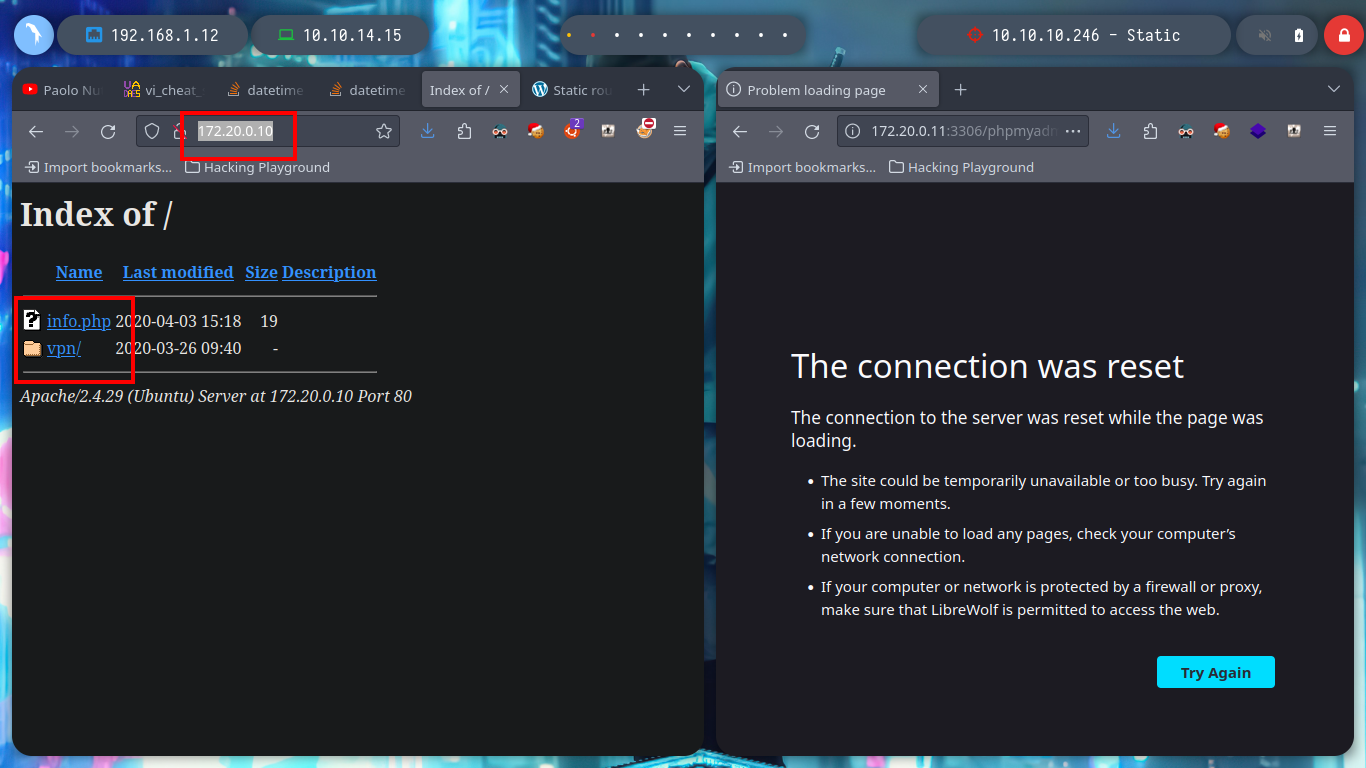 192.168.1.12
10.10.14.15
10.10.10.246 - Static
Paolo Nu
vi_cheat_
datetime
datetime
Index of /
Static rou
172.20.0.10
2
Import bookmarks...
Hacking Playground
Index of /
Name Last modified Size Description
info.php 2020-04-03 15:18 19
vpn/ 2020-03-26 09:40 -
Apache/2.4.29 (Ubuntu) Server at 172.20.0.10 Port 80
Problem loading page
172.20.0.11:3306/phpmyadm
Import bookmarks...
Hacking Playground
The connection was reset
The connection to the server was reset while the page was
loading.
• The site could be temporarily unavailable or too busy. Try again
in a few moments.
• If you are unable to load any pages, check your computer’s
network connection.
• If your computer or network is protected by a firewall or proxy,
make sure that LibreWolf is permitted to access the web.
Try Again